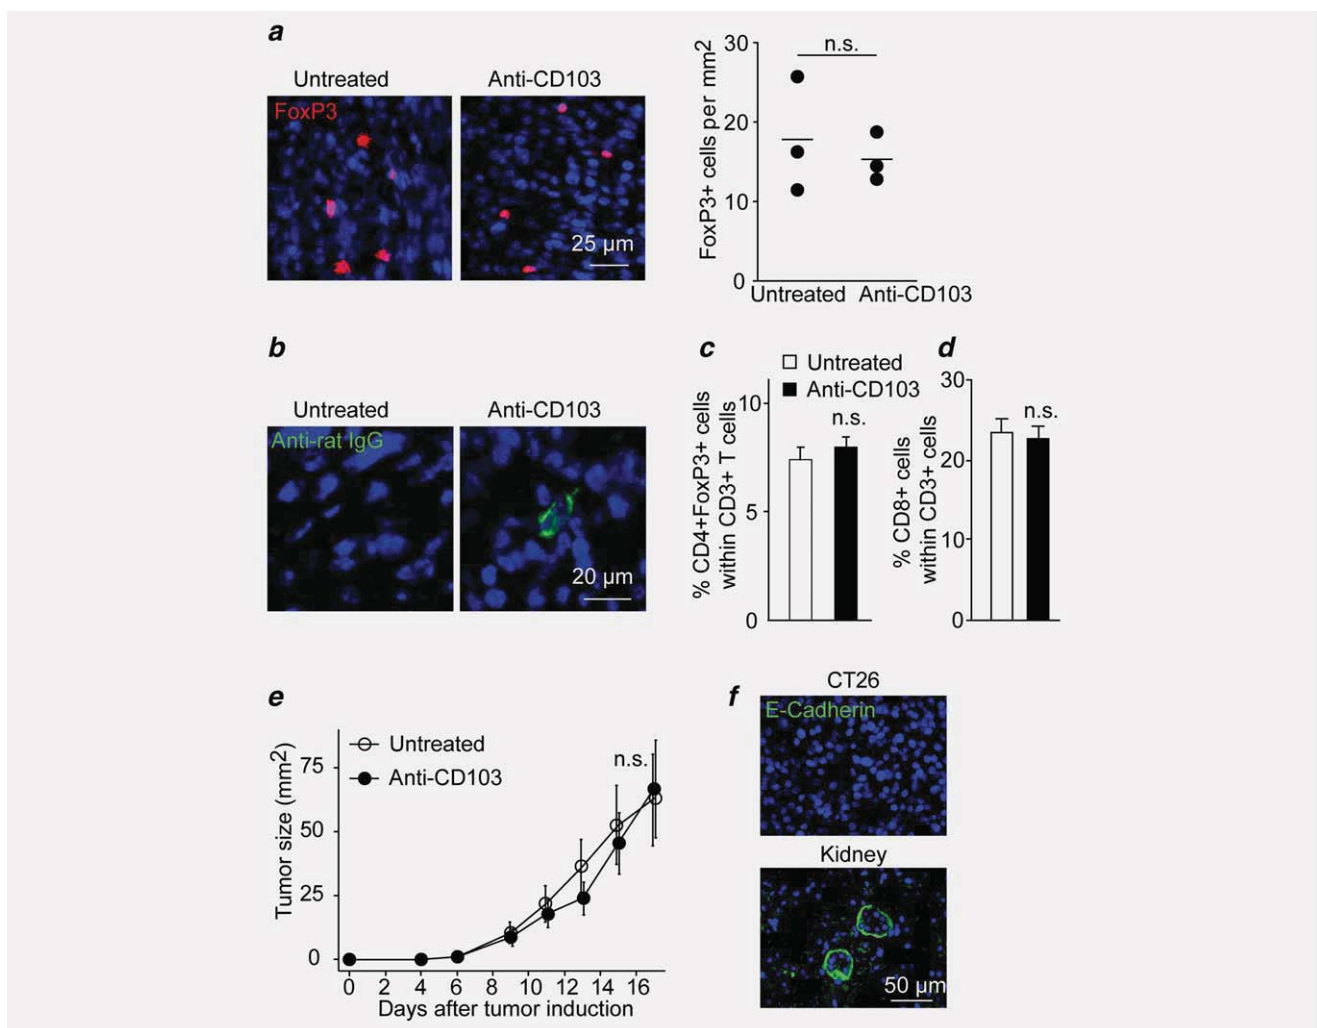 a
Untreated
Anti-CD103
FoxP3
25 µm
FoxP3+ cells per mm2
30
20
10
0
n.s.
Untreated
Anti-CD103
b
Untreated
Anti-CD103
Anti-rat IgG
20 µm
c
Untreated
Anti-CD103
% CD4+FoxP3+ cells
within CD3+ T cells
10
5
0
n.s.
d
% CD8+ cells
within CD3+ cells
30
20
10
0
n.s.
e
Untreated
Anti-CD103
n.s.
Tumor size (mm2)
75
50
25
0
0 2 4 6 8 10 12 14 16
Days after tumor induction
f
CT26
E-Cadherin
Kidney
50 µm